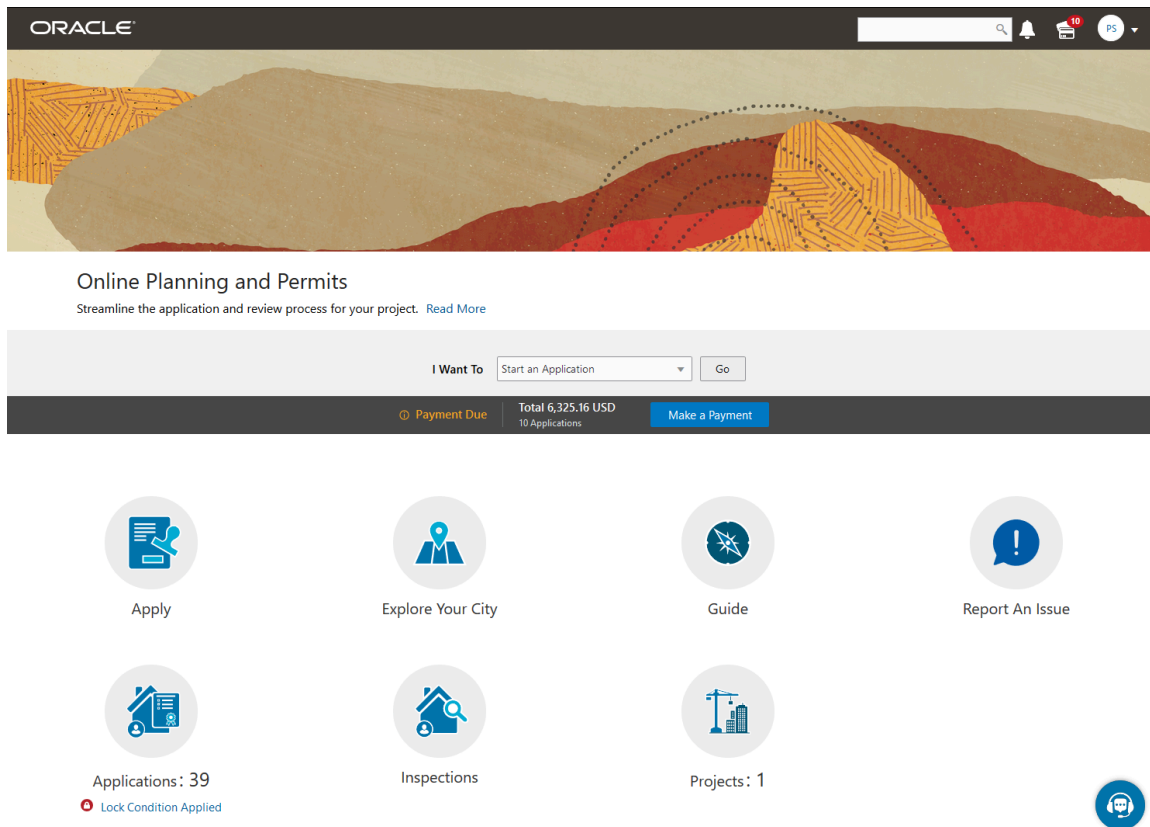 ORACLE
10
PS
Online Planning and Permits
Streamline the application and review process for your project. Read More
I Want To Start an Application Go
Payment Due Total 6,325.16 USD Make a Payment
10 Applications
Apply Explore Your City Guide Report An Issue
Applications: 39 Inspections Projects: 1
Lock Condition Applied